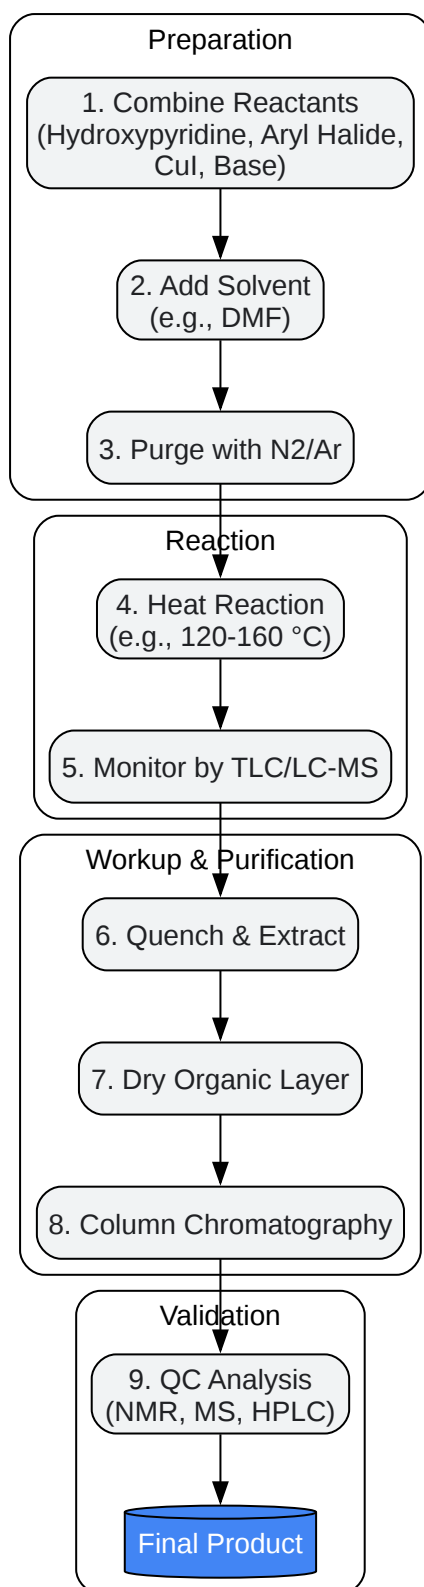 Preparation
1. Combine Reactants
(Hydroxypyridine, Aryl Halide,
CuI, Base)
2. Add Solvent
(e.g., DMF)
3. Purge with N2/Ar
Reaction
4. Heat Reaction
(e.g., 120-160 °C)
5. Monitor by TLC/LC-MS
Workup & Purification
6. Quench & Extract
7. Dry Organic Layer
8. Column Chromatography
Validation
9. QC Analysis
(NMR, MS, HPLC)
Final Product